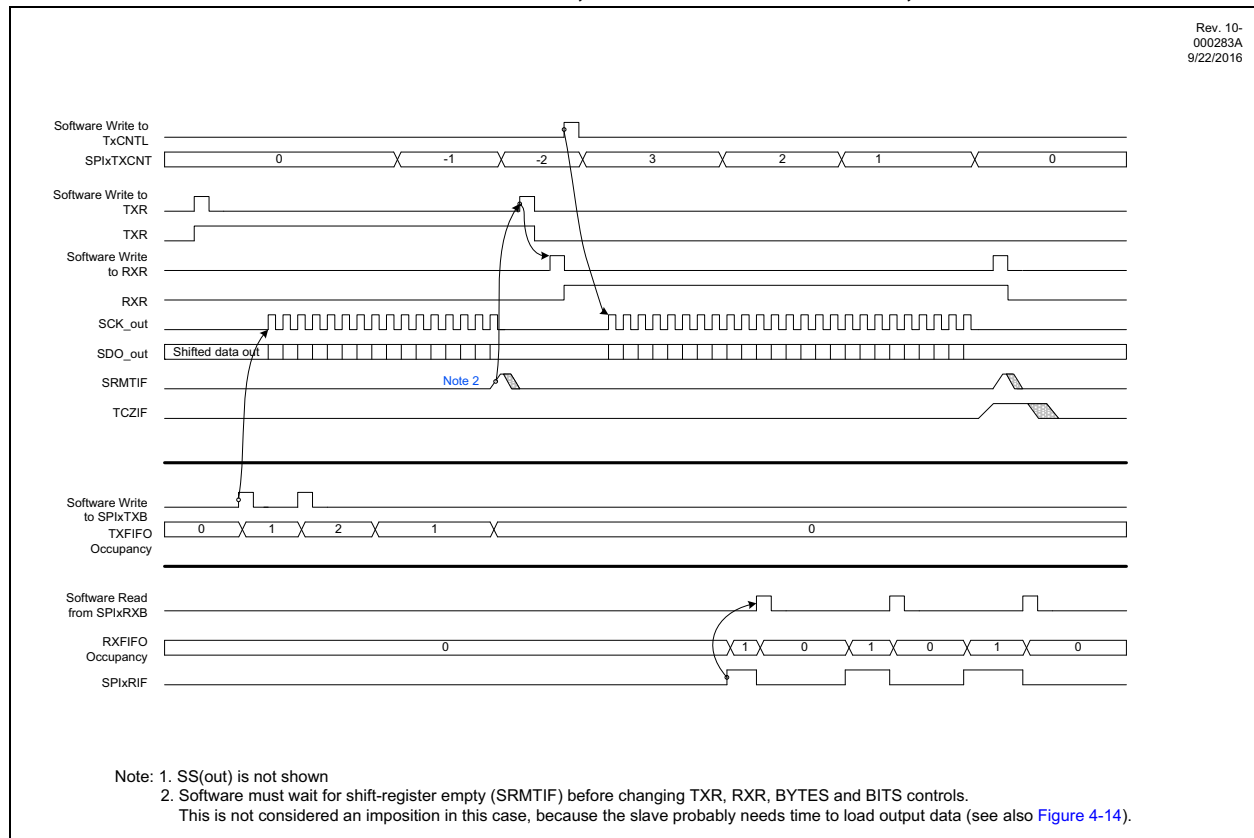 Rev. 10-
000283A
9/22/2016
Software Write to
TxCNTL
SPIxTXCNT
0 -1 -2 3 2 1 0
Software Write to
TXR
TXR
Software Write
to RXR
RXR
SCK_out
SDO_out
Shifted data out
SRMTIF
Note 2
TCZIF
Software Write
to SPIxTXB
TXFIFO
Occupancy
0 1 2 1 0
Software Read
from SPIxRXB
RXFIFO
Occupancy
0 1 0 1 0 1 0
SPIxRIF
Note: 1. SS(out) is not shown
2. Software must wait for shift-register empty (SRMTIF) before changing TXR, RXR, BYTES and BITS controls.
This is not considered an imposition in this case, because the slave probably needs time to load output data (see also Figure 4-14).